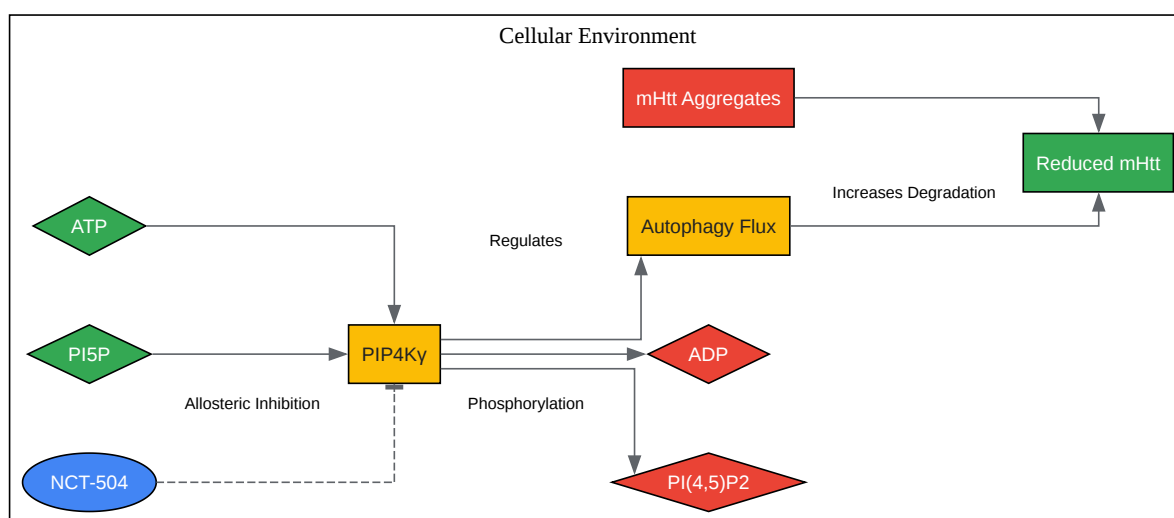 Cellular Environment
mHtt Aggregates
Reduced mHtt
Increases Degradation
ATP
Regulates
Autophagy Flux
PI5P
PIP4Kγ
ADP
Allosteric Inhibition
Phosphorylation
NCT-504
PI(4,5)P2